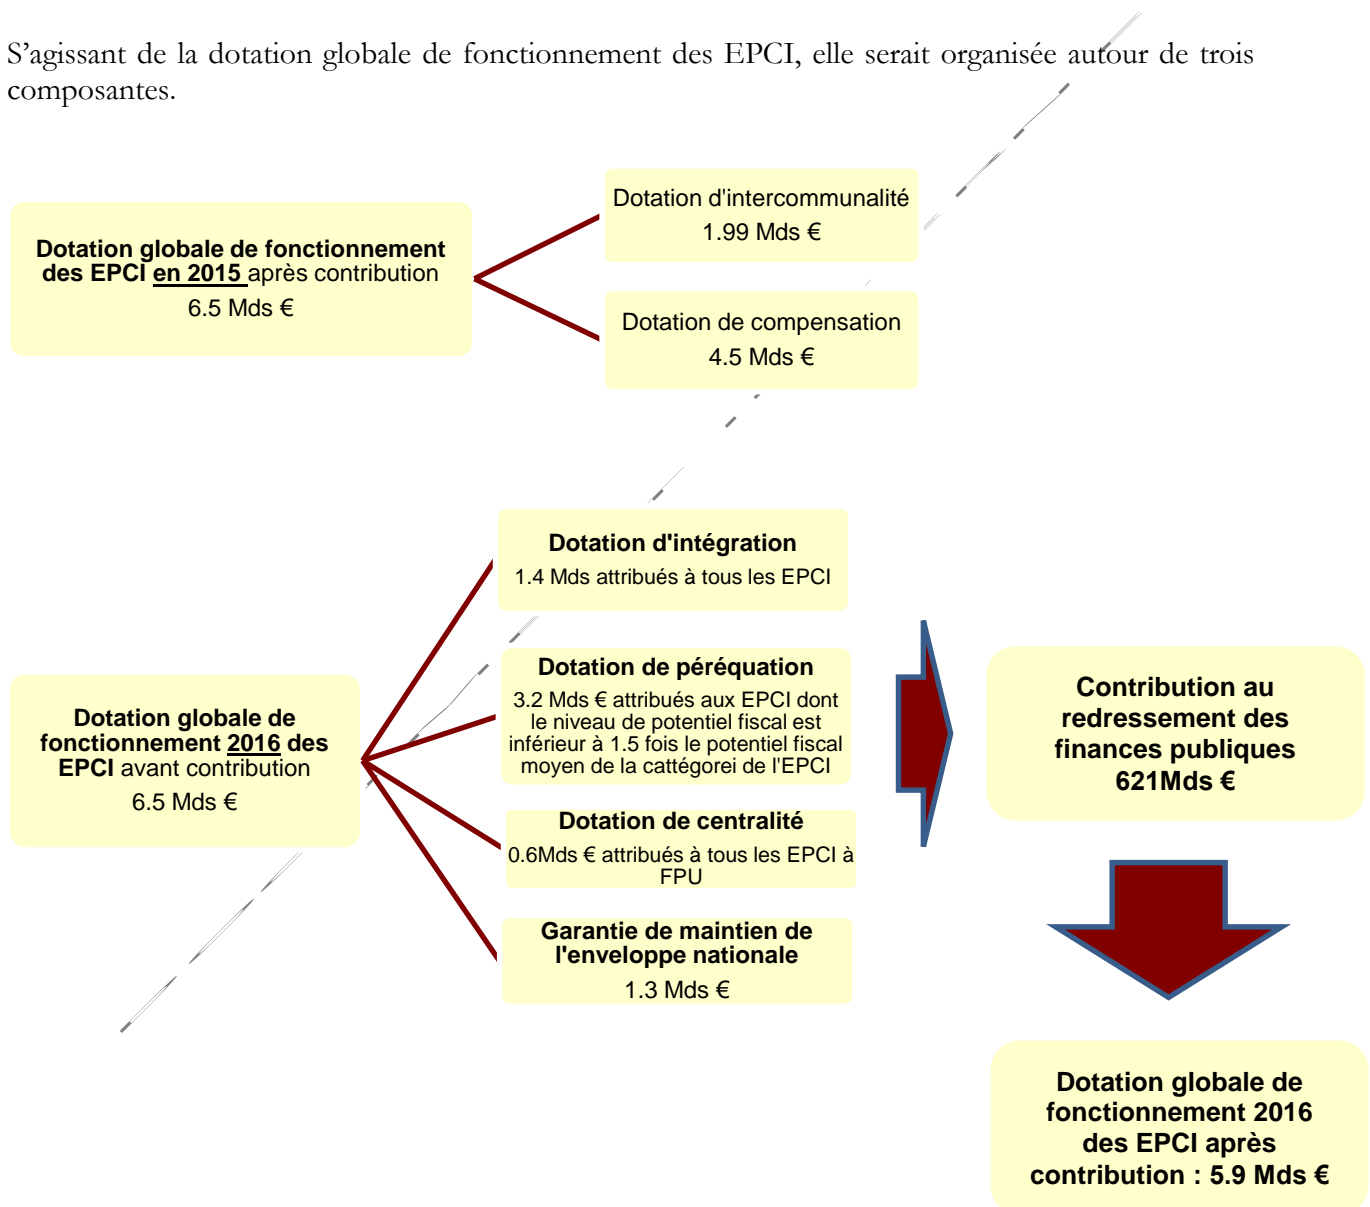 S’agissant de la dotation globale de fonctionnement des EPCI, elle serait organisée autour de trois
composantes.
Dotation globale de fonctionnement
des EPCI en 2015 après contribution
6.5 Mds €
Dotation d'intercommunalité
1.99 Mds €
Dotation de compensation
4.5 Mds €
Dotation globale de
fonctionnement 2016 des
EPCI avant contribution
6.5 Mds €
Dotation d'intégration
1.4 Mds attribués à tous les EPCI
Dotation de péréquation
3.2 Mds € attribués aux EPCI dont
le niveau de potentiel fiscal est
inférieur à 1.5 fois le potentiel fiscal
moyen de la cattégorei de l'EPCI
Dotation de centralité
0.6Mds € attribués à tous les EPCI à
FPU
Garantie de maintien de
l'enveloppe nationale
1.3 Mds €
Contribution au
redressement des
finances publiques
621Mds €
Dotation globale de
fonctionnement 2016
des EPCI après
contribution : 5.9 Mds €